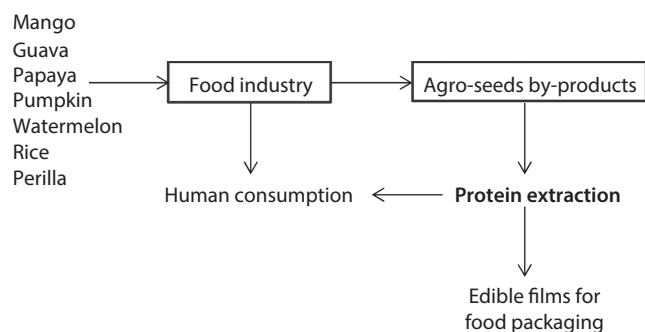 Mango
Guava
Papaya
Pumpkin
Watermelon
Rice
Perilla
Food industry
Agro-seeds by-products
Human consumption
Protein extraction
Edible films for
food packaging